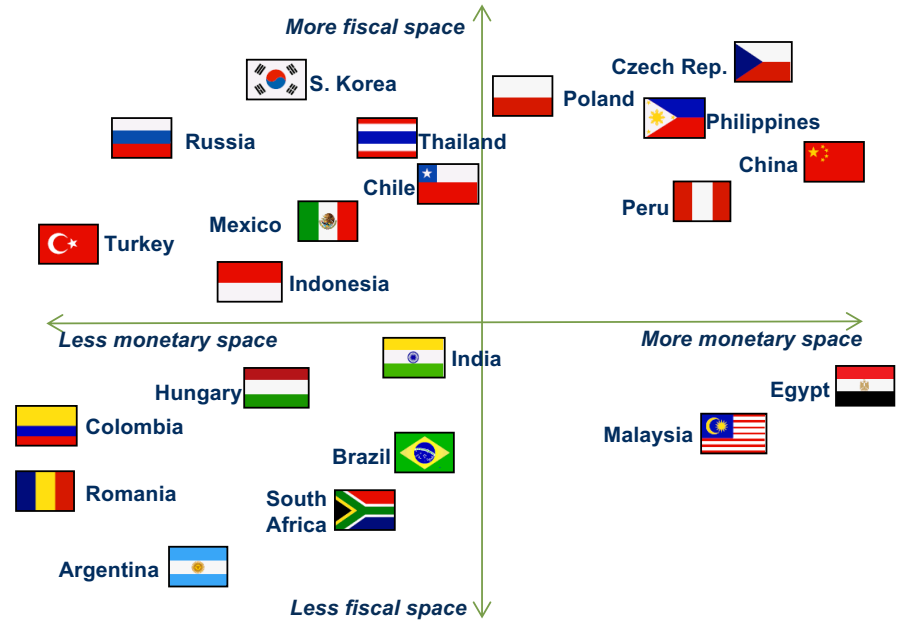 More fiscal space
Czech Rep.
S. Korea
Poland
Philippines
Russia
Thailand
China
Chile
Peru
Mexico
Turkey
Indonesia
Less monetary space
More monetary space
India
Hungary
Egypt
Colombia
Malaysia
Brazil
Romania
South
Africa
Argentina
Less fiscal space